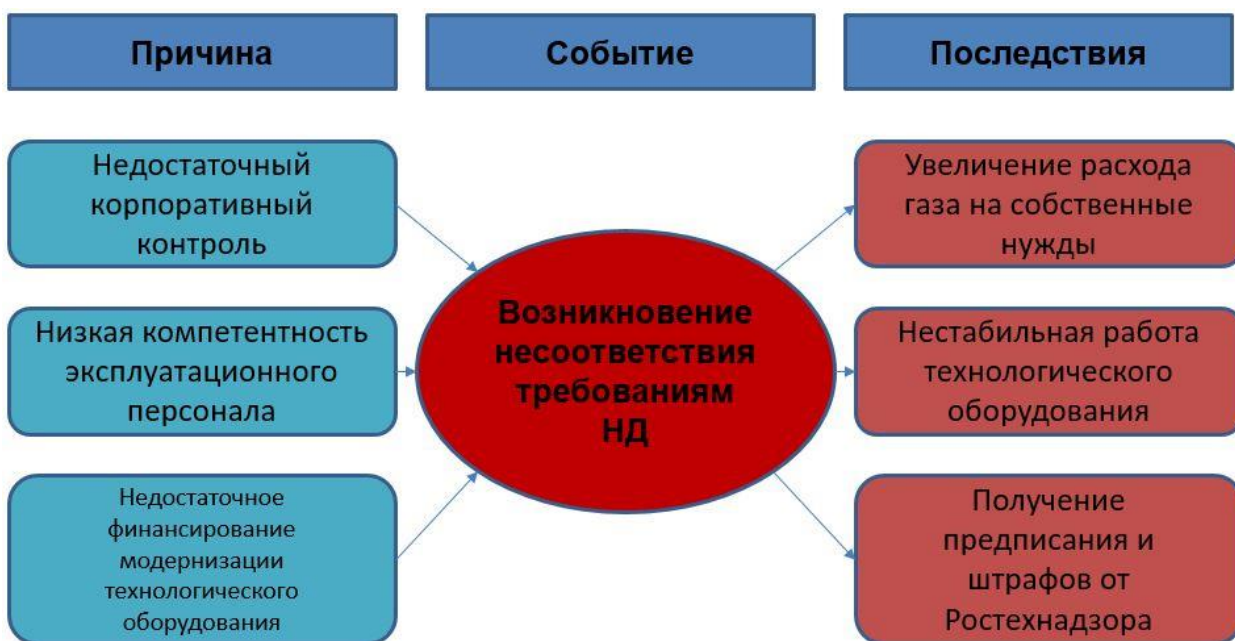 Причина
Событие
Последствия
Недостаточный
корпоративный
контроль
Низкая компетентность
эксплуатационного
персонала
Недостаточное
финансирование
модернизации
технологического
оборудования
Возникновение
несоответствия
требованиям
НД
Увеличение расхода
газа на собственные
нужды
Нестабильная работа
технологического
оборудования
Получение
предписания и
штрафов от
Ростехнадзора